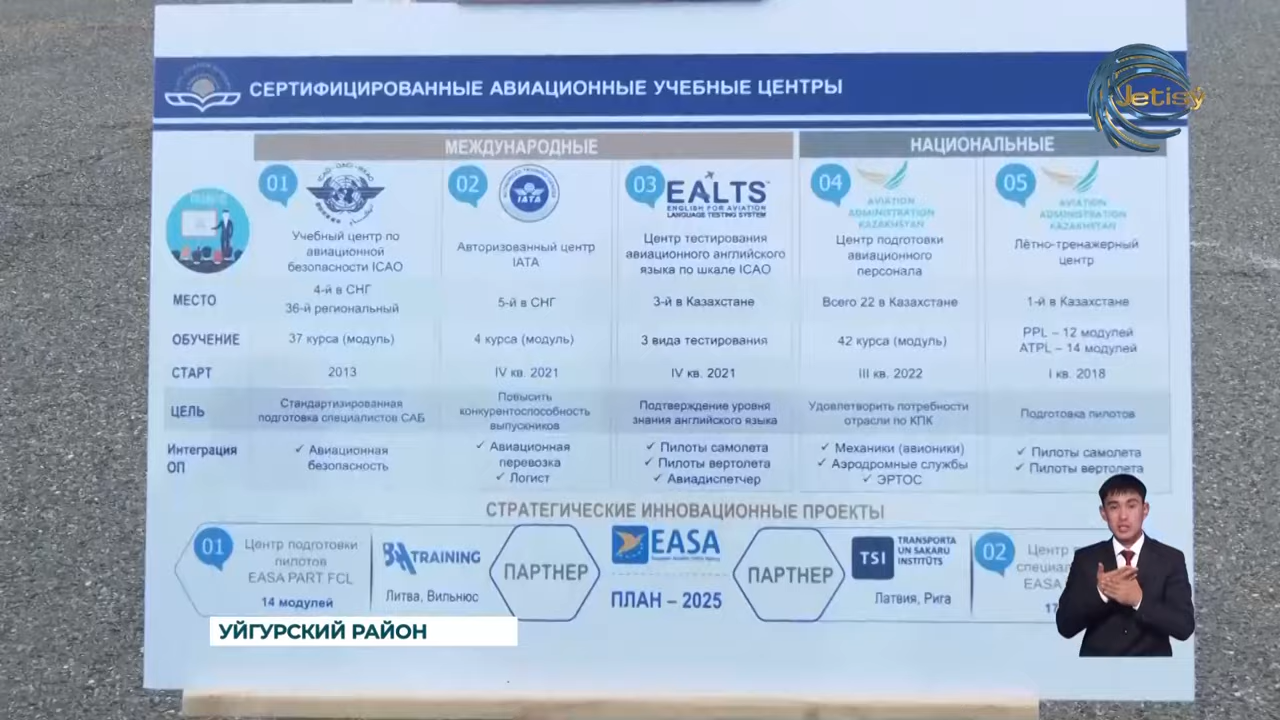 СЕРТИФИЦИРОВАННЫЕ АВИАЦИОННЫЕ УЧЕБНЫЕ ЦЕНТРЫ
Jetisý
МЕЖДУНАРОДНЫЕ
НАЦИОНАЛЬНЫЕ
01
02
IATA
03
EALTS
ENGLISH FOR AVIATION
LANGUAGE TESTING SYSTEM
04
AVIATION
ADMINISTRATION
KAZAKHSTAN
05
AVIATION
ADMINISTRATION
KAZAKHSTAN
Учебный центр по
авиационной
безопасности ICAO
Авторизованный центр
IATA
Центр тестирования
авиационного английского
языка по шкале ICAO
Центр подготовки
авиационного
персонала
Лётно-тренажерный
центр
МЕСТО
4-й в СНГ
36-й региональный
5-й в СНГ
3-й в Казахстане
Всего 22 в Казахстане
1-й в Казахстане
ОБУЧЕНИЕ
37 курса (модуль)
4 курса (модуль)
3 вида тестирования
42 курса (модуль)
PPL – 12 модулей
ATPL – 14 модулей
СТАРТ
2013
IV кв. 2021
IV кв. 2021
III кв. 2022
I кв. 2018
ЦЕЛЬ
Стандартизированная
подготовка специалистов САБ
Повысить
конкурентоспособность
выпускников
Подтверждение уровня
знания английского языка
Удовлетворить потребности
отрасли по КПК
Подготовка пилотов
Интеграция
ОП
✓ Авиационная
безопасность
✓ Авиационная
перевозка
✓ Логист
✓ Пилоты самолета
✓ Пилоты вертолета
✓ Авиадиспетчер
✓ Механики (авионики)
✓ Аэродромные службы
✓ ЭРТОС
✓ Пилоты самолета
✓ Пилоты вертолета
СТРАТЕГИЧЕСКИЕ ИННОВАЦИОННЫЕ ПРОЕКТЫ
01
Центр подготовки
пилотов
EASA PART FCL
14 модулей
BAA TRAINING
Литва, Вильнюс
ПАРТНЕР
EASA
ПЛАН – 2025
ПАРТНЕР
TSI
TRANSPORTA
UN SAKARU
INSTITŪTS
Латвия, Рига
02
Центр
EASA
УЙГУРСКИЙ РАЙОН